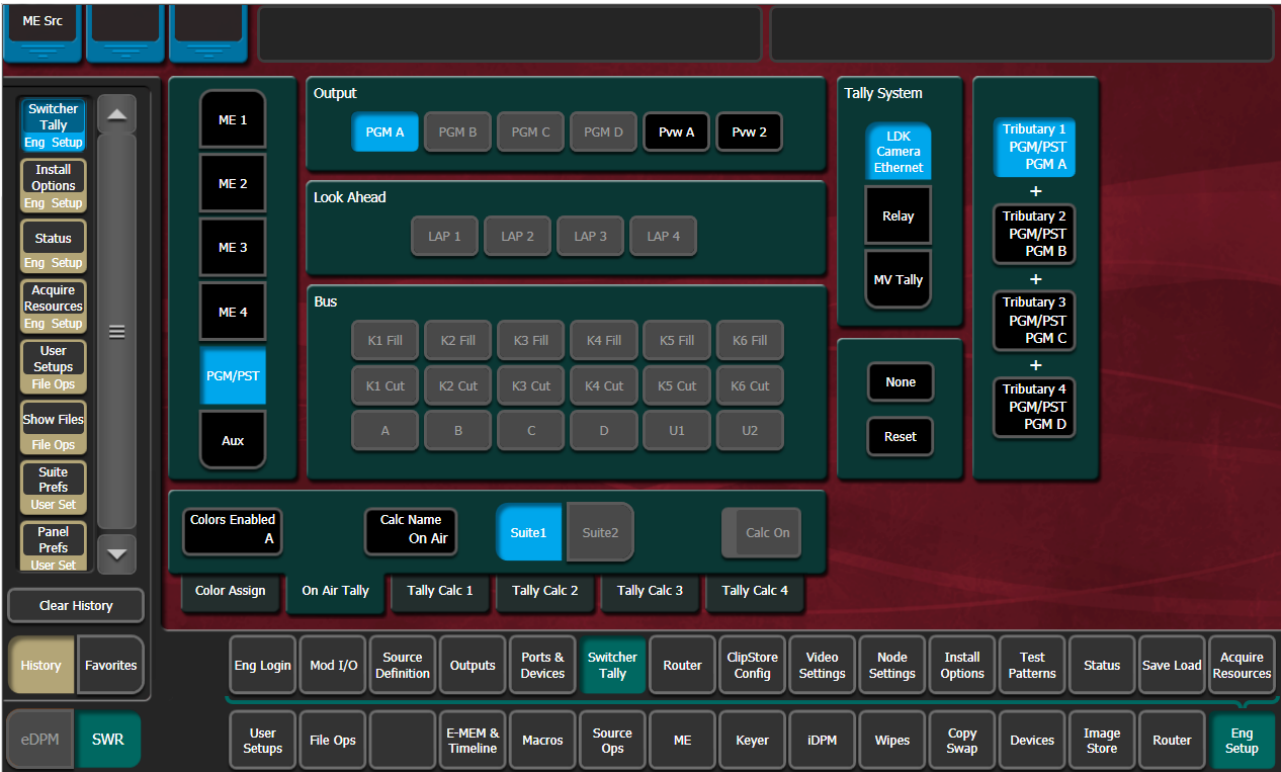 ME Src
Switcher
Tally
Eng Setup
Install
Options
Eng Setup
Status
Eng Setup
Acquire
Resources
Eng Setup
User
Setups
File Ops
Show Files
File Ops
Suite
Prefs
User Set
Panel
Prefs
User Set
Clear History
History
Favorites
eDPM
SWR
ME 1
ME 2
ME 3
ME 4
PGM/PST
Aux
Output
PGM A
PGM B
PGM C
PGM D
Pvw A
Pvw 2
Look Ahead
LAP 1
LAP 2
LAP 3
LAP 4
Bus
K1 Fill
K2 Fill
K3 Fill
K4 Fill
K5 Fill
K6 Fill
K1 Cut
K2 Cut
K3 Cut
K4 Cut
K5 Cut
K6 Cut
A
B
C
D
U1
U2
Tally System
LDK
Camera
Ethernet
Relay
MV Tally
None
Reset
Tributary 1
PGM/PST
PGM A
+
Tributary 2
PGM/PST
PGM B
+
Tributary 3
PGM/PST
PGM C
+
Tributary 4
PGM/PST
PGM D
Colors Enabled
A
Calc Name
On Air
Suite1
Suite2
Calc On
Color Assign
On Air Tally
Tally Calc 1
Tally Calc 2
Tally Calc 3
Tally Calc 4
Eng Login
Mod I/O
Source
Definition
Outputs
Ports &
Devices
Switcher
Tally
Router
ClipStore
Config
Video
Settings
Node
Settings
Install
Options
Test
Patterns
Status
Save Load
Acquire
Resources
User
Setups
File Ops
E-MEM &
Timeline
Macros
Source
Ops
ME
Keyer
iDPM
Wipes
Copy
Swap
Devices
Image
Store
Router
Eng
Setup